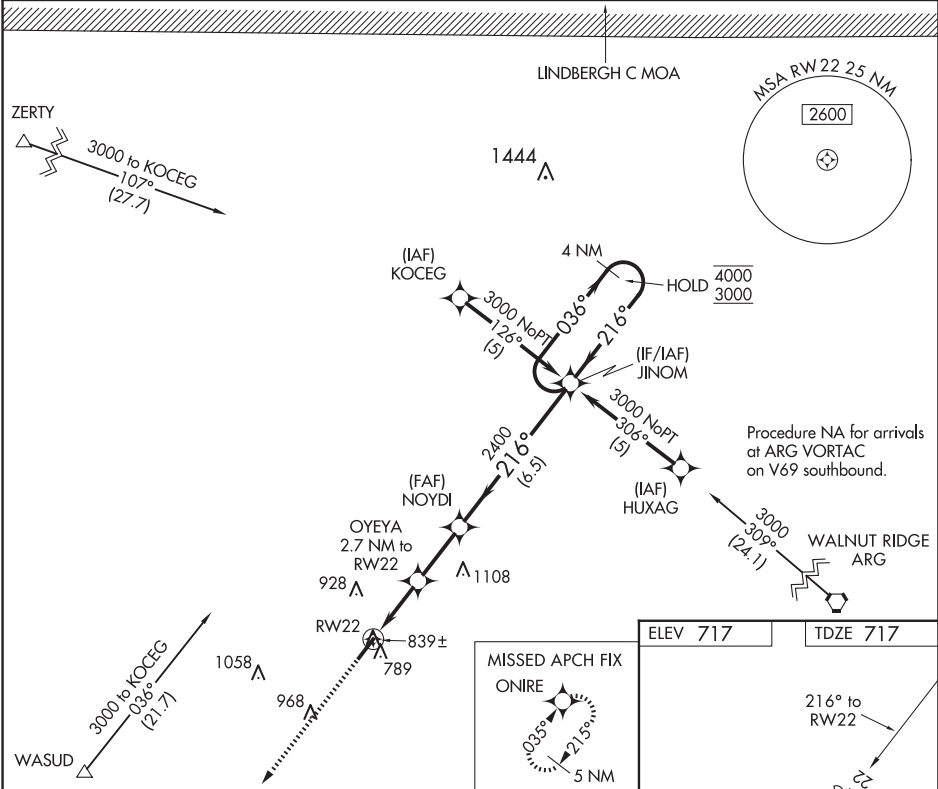 LINDBERGH C MOA
MSA RW22 25 NM
2600
ZERTY
3000 to KOCEG
107°
(27.7)
1444
(IAF)
KOCEG
3000 NoPT
126°
(5)
4 NM
036°
216°
HOLD
4000
3000
(IF/IAF)
JINOM
3000 NoPT
306°
(5)
(IAF)
HUXAG
Procedure NA for arrivals
at ARG VORTAC
on V69 southbound.
3000
309°
(24.1)
WALNUT RIDGE
ARG
2400
216°
(6.5)
(FAF)
NOYDI
OYEYA
2.7 NM to
RW22
928
1108
RW22
839±
789
1058
968
3000 to KOCEG
036°
(21.7)
WASUD
MISSED APCH FIX
ONIRE
035°
215°
5 NM
ELEV 717
TDZE 717
216° to
RW22
22